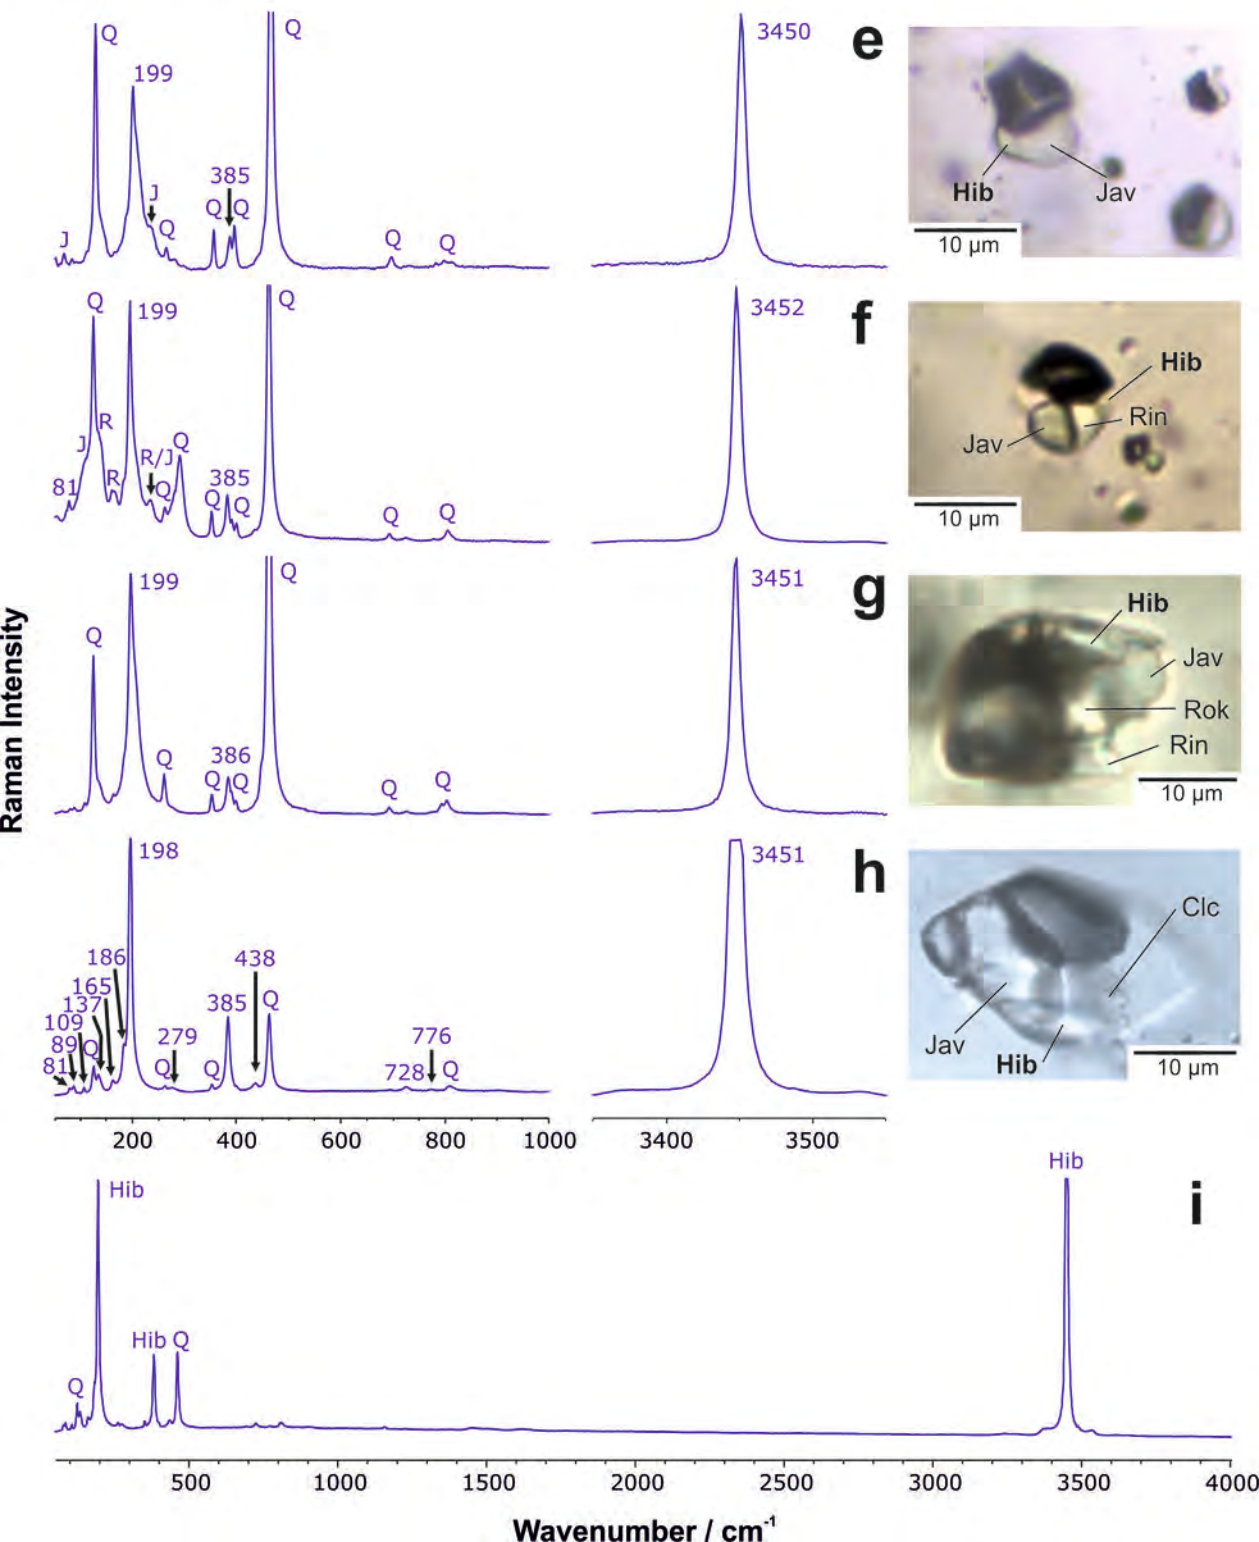 Q
199
J
J
Q
385
Q Q
Q
Q
Q
3450
e
Hib
Jav
10 µm
Q
199
R
J
81
R
R/J
Q
Q
385
Q Q
Q
Q
Q
3452
f
Hib
Rin
Jav
10 µm
Q
199
Q
386
Q Q
Q
Q
Q
3451
g
Hib
Jav
Rok
Rin
10 µm
198
186
165
137
109
89
81
Q
Q
279
Q
385
438
Q
776
728
Q
3451
h
Clc
Jav
Hib
10 µm
200 400 600 800 1000 3400 3500
Raman Intensity
Hib
Q
Hib Q
Hib
i
500 1000 1500 2000 2500 3000 3500 4000
Wavenumber / cm⁻¹